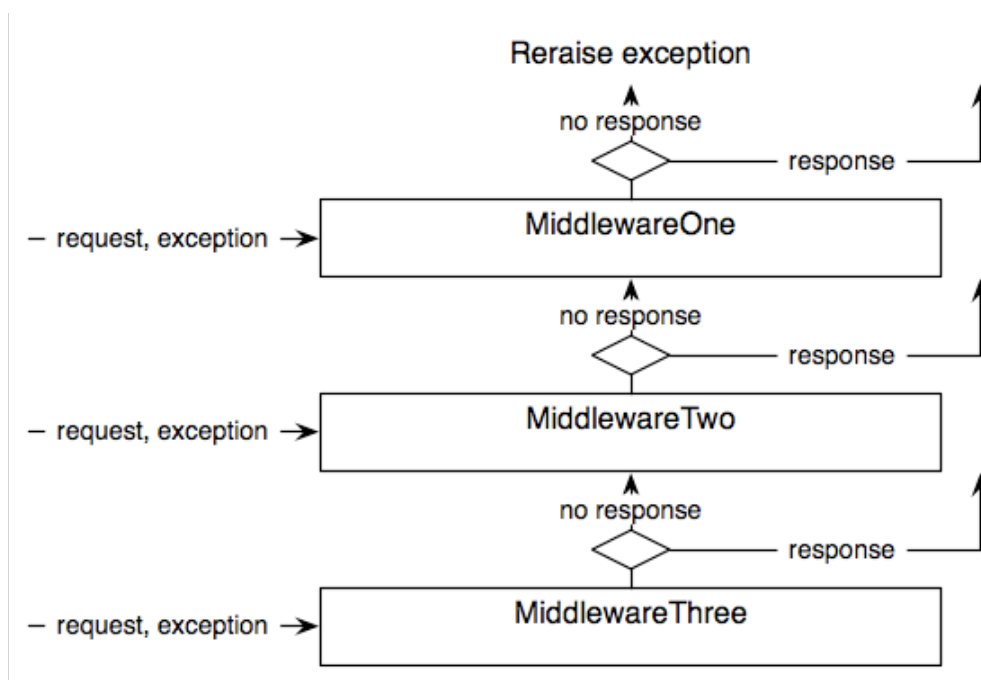 Reraise exception
no response
response
MiddlewareOne
– request, exception
no response
response
MiddlewareTwo
– request, exception
no response
response
MiddlewareThree
– request, exception